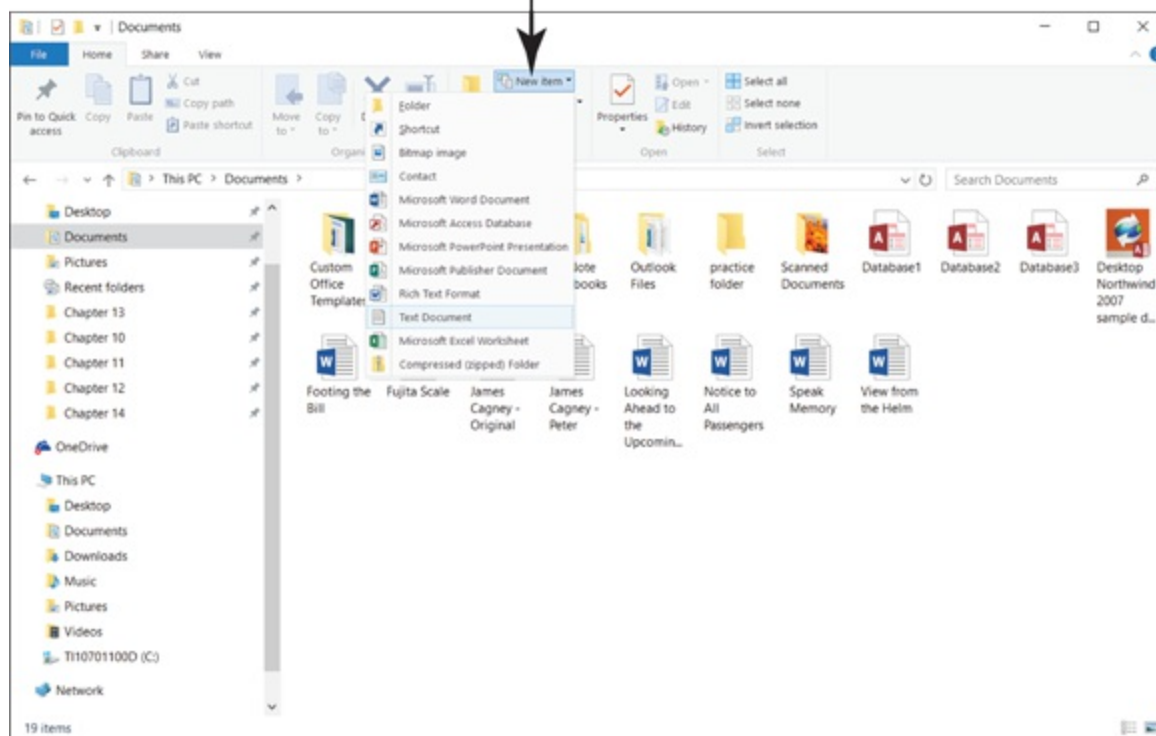 Documents
File Home Share View
Pin to Quick access
Copy
Paste
Cut
Copy path
Paste shortcut
Clipboard
Move to
Copy to
New item
Properties
Open
Edit
History
Open
Select all
Select none
Invert selection
Select
Folder
Shortcut
Bitmap image
Contact
Microsoft Word Document
Microsoft Access Database
Microsoft PowerPoint Presentation
Microsoft Publisher Document
Rich Text Format
Text Document
Microsoft Excel Worksheet
Compressed (zipped) Folder
This PC > Documents >
Search Documents
Desktop
Documents
Pictures
Recent folders
Chapter 13
Chapter 10
Chapter 11
Chapter 12
Chapter 14
OneDrive
This PC
Desktop
Documents
Downloads
Music
Pictures
Videos
TI10701100D (C:)
Network
Custom
Office
Templates
Outlook
Files
practice
folder
Scanned
Documents
Database1
Database2
Database3
Desktop
Northwind
2007
sample d...
Footing the
Bill
Fujita Scale
James
Cagney -
Original
James
Cagney -
Peter
Looking
Ahead to
the
Upcomin...
Notice to
All
Passengers
Speak
Memory
View from
the Helm
19 items